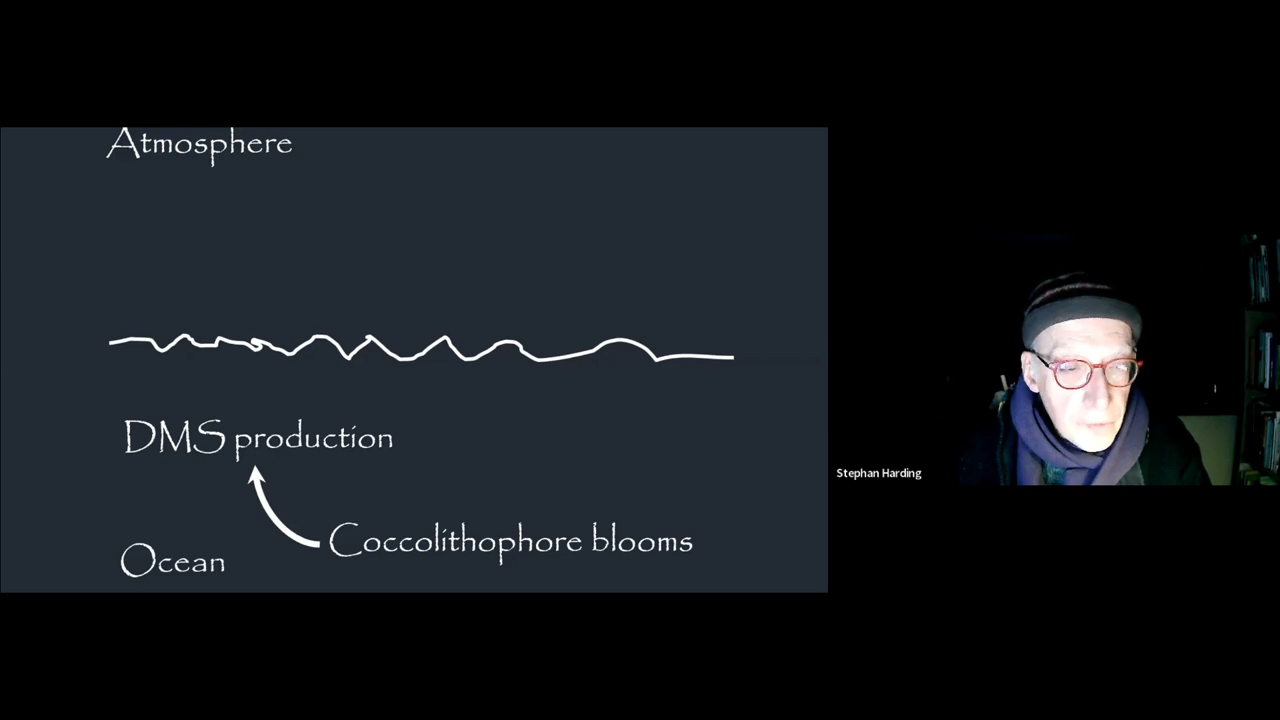 Atmosphere
DMS production
Coccolithophore blooms
Ocean
Stephan Harding